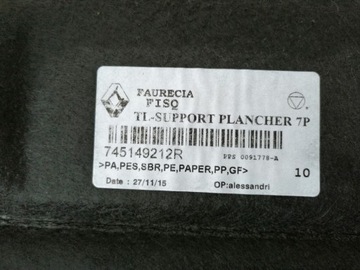 FAURECIA
FISO
TL-SUPPORT PLANCHER 7P
745149212R PPS 0091778-A
>PA,PES,SBR,PE,PAPER,PP,GF< 10
Date : 27/11/15 OP:alessandri